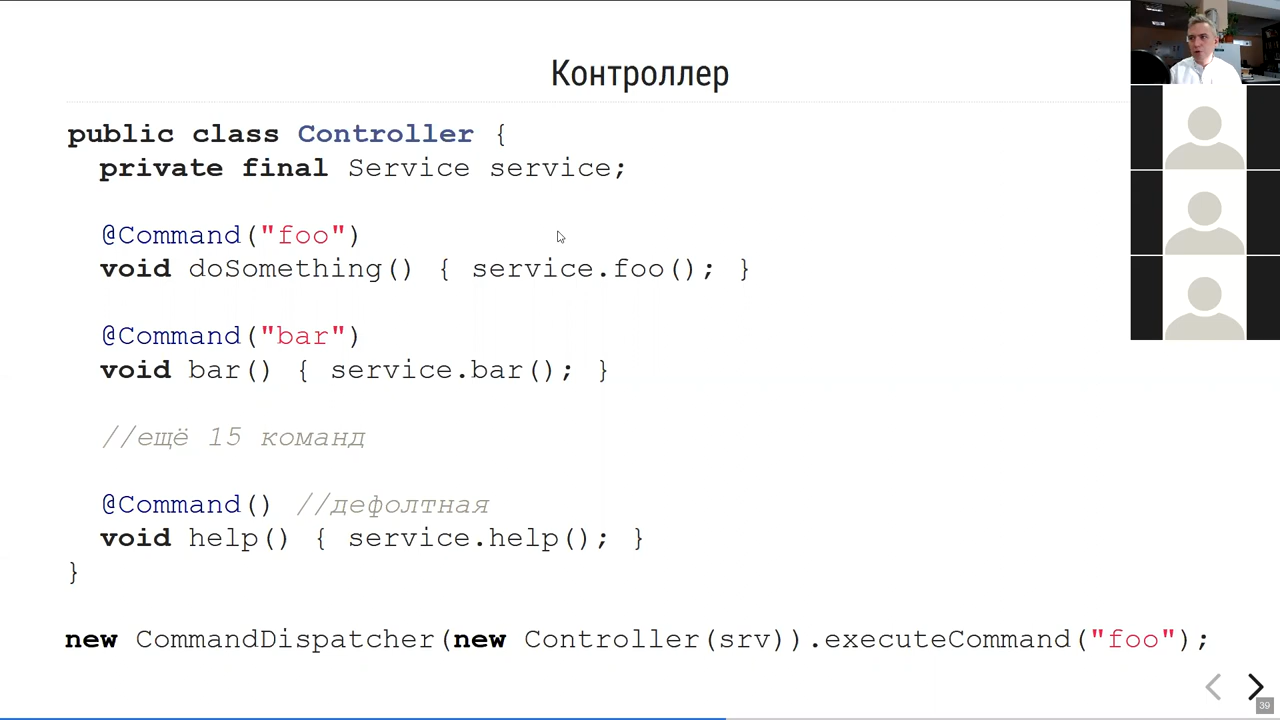 Контроллер
public class Controller {
private final Service service;
@Command("foo")
void doSomething() { service.foo(); }
@Command("bar")
void bar() { service.bar(); }
//ещё 15 команд
@Command() //дефолтная
void help() { service.help(); }
}
new CommandDispatcher(new Controller(srv)).executeCommand("foo");
39